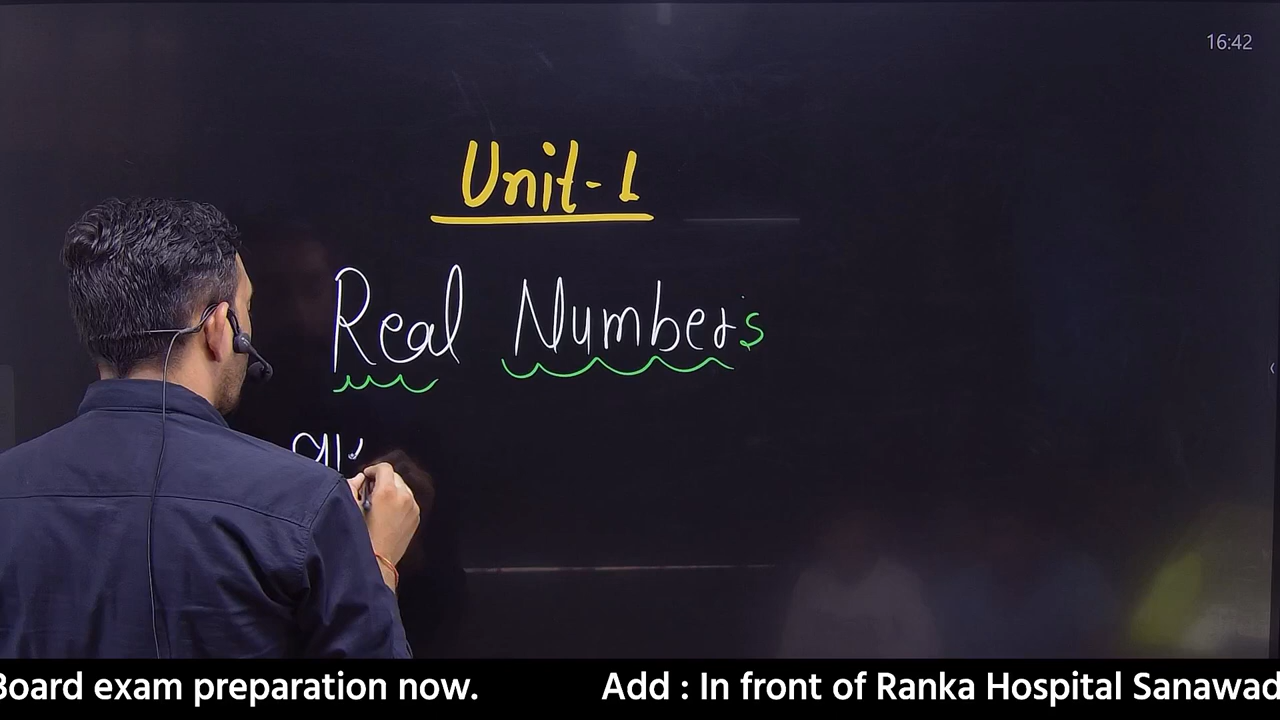 16:42
Unit-1
Real Numbers
Board exam preparation now. Add : In front of Ranka Hospital Sanawad